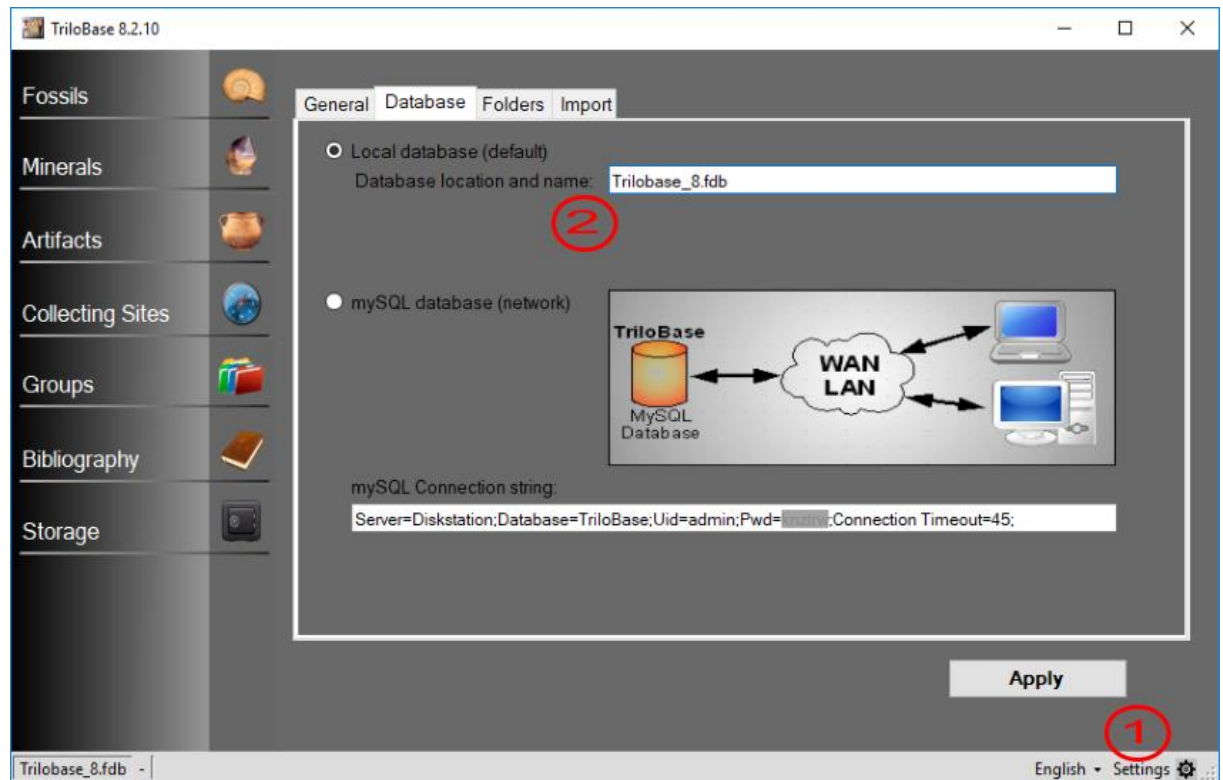 TriloBase 8.2.10
Fossils
Minerals
Artifacts
Collecting Sites
Groups
Bibliography
Storage
General Database Folders Import
Local database (default)
Database location and name: Trilobase_8.fdb
2
mySQL database (network)
TriloBase
MySQL
Database
WAN
LAN
mySQL Connection string:
Server=Diskstation;Database=TriloBase;Uid=admin;Pwd= ;Connection Timeout=45;
Apply
1
Trilobase_8.fdb -
English Settings